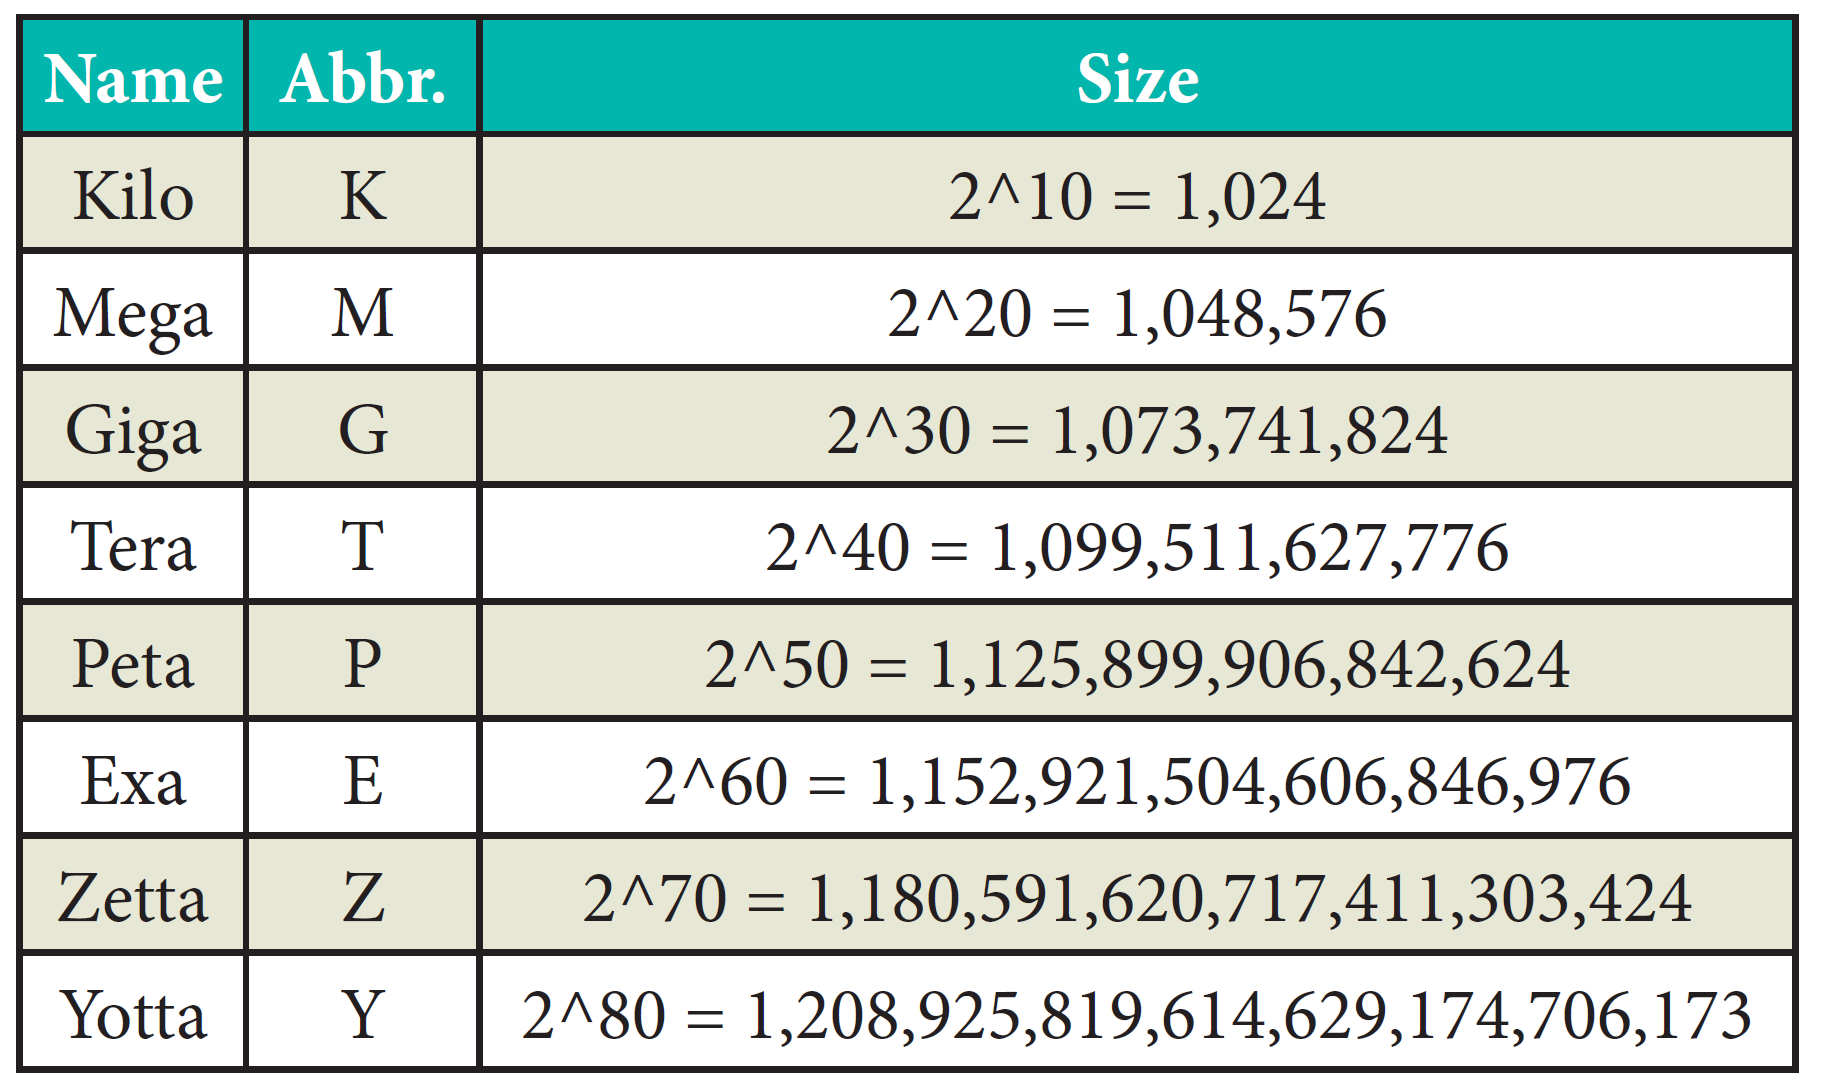 Name Abbr. Size
Kilo K 2^10 = 1,024
Mega M 2^20 = 1,048,576
Giga G 2^30 = 1,073,741,824
Tera T 2^40 = 1,099,511,627,776
Peta P 2^50 = 1,125,899,906,842,624
Exa E 2^60 = 1,152,921,504,606,846,976
Zetta Z 2^70 = 1,180,591,620,717,411,303,424
Yotta Y 2^80 = 1,208,925,819,614,629,174,706,173